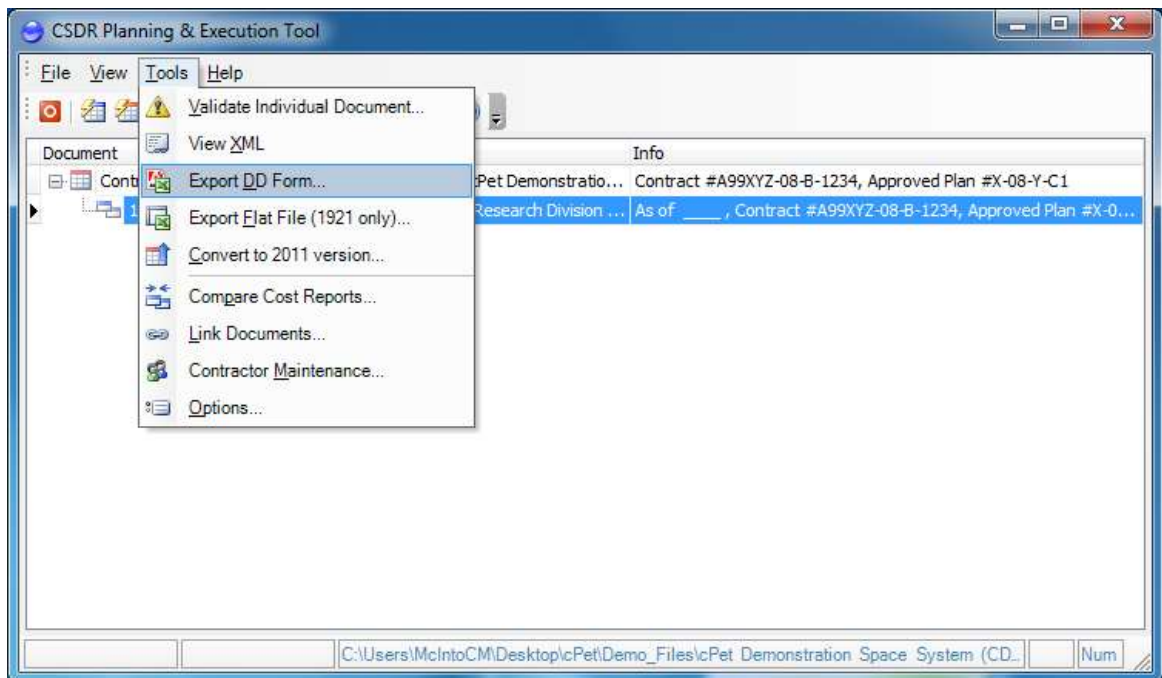 CSDR Planning & Execution Tool
File View Tools Help
Validate Individual Document...
View XML
Export DD Form...
Export Flat File (1921 only)...
Convert to 2011 version...
Compare Cost Reports...
Link Documents...
Contractor Maintenance...
Options...
Document Info
Cont Pet Demonstratio... Contract #A99XYZ-08-B-1234, Approved Plan #X-08-Y-C1
1 Research Division ... As of ____ , Contract #A99XYZ-08-B-1234, Approved Plan #X-0...
C:\Users\McIntoCM\Desktop\cPet\Demo_Files\cPet Demonstration Space System (CD... Num